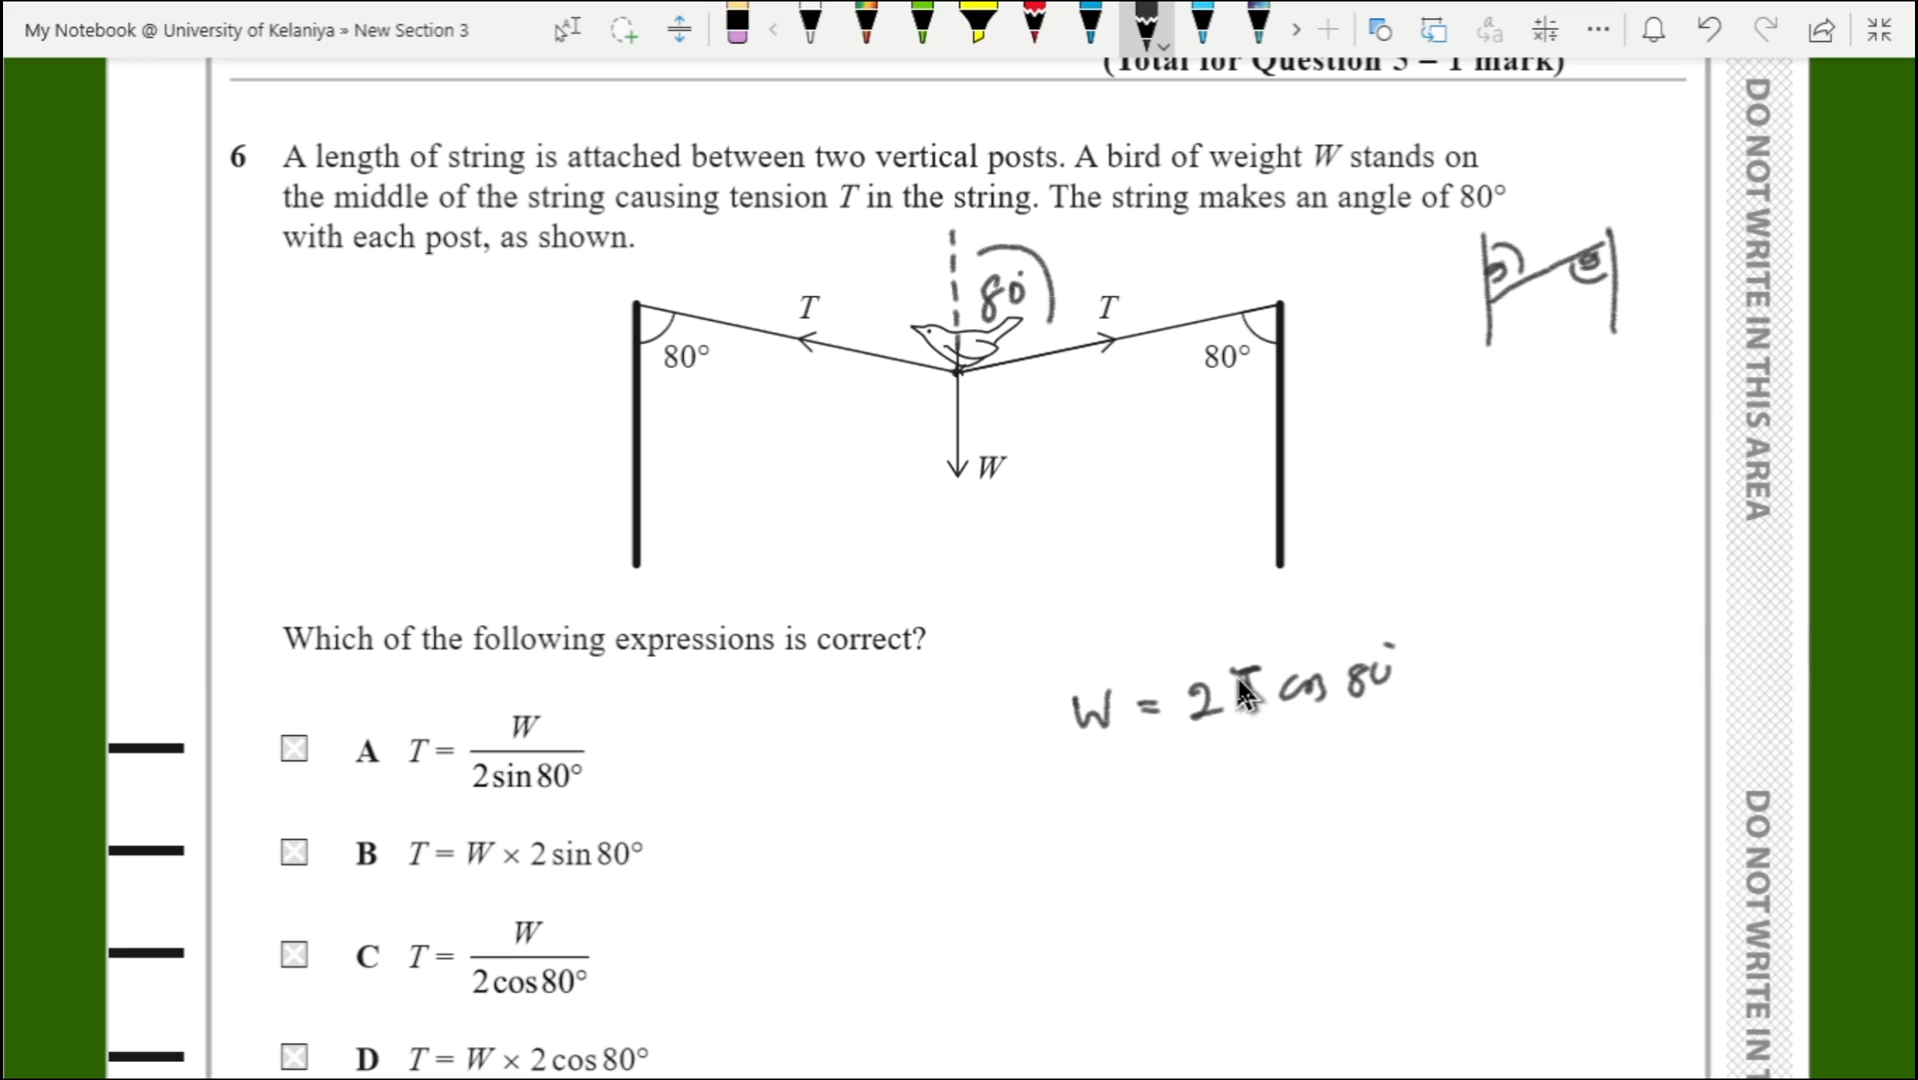 My Notebook @ University of Kelaniya » New Section 3
(Total for Question 5 – 1 mark)
6 A length of string is attached between two vertical posts. A bird of weight W stands on
the middle of the string causing tension T in the string. The string makes an angle of 80°
with each post, as shown.
80°
T
T
80°
80°
W
Which of the following expressions is correct?
W = 2T cos 80°
A T = W / 2 sin 80°
B T = W × 2 sin 80°
C T = W / 2 cos 80°
D T = W × 2 cos 80°
DO NOT WRITE IN THIS AREA
DO NOT WRITE IN T